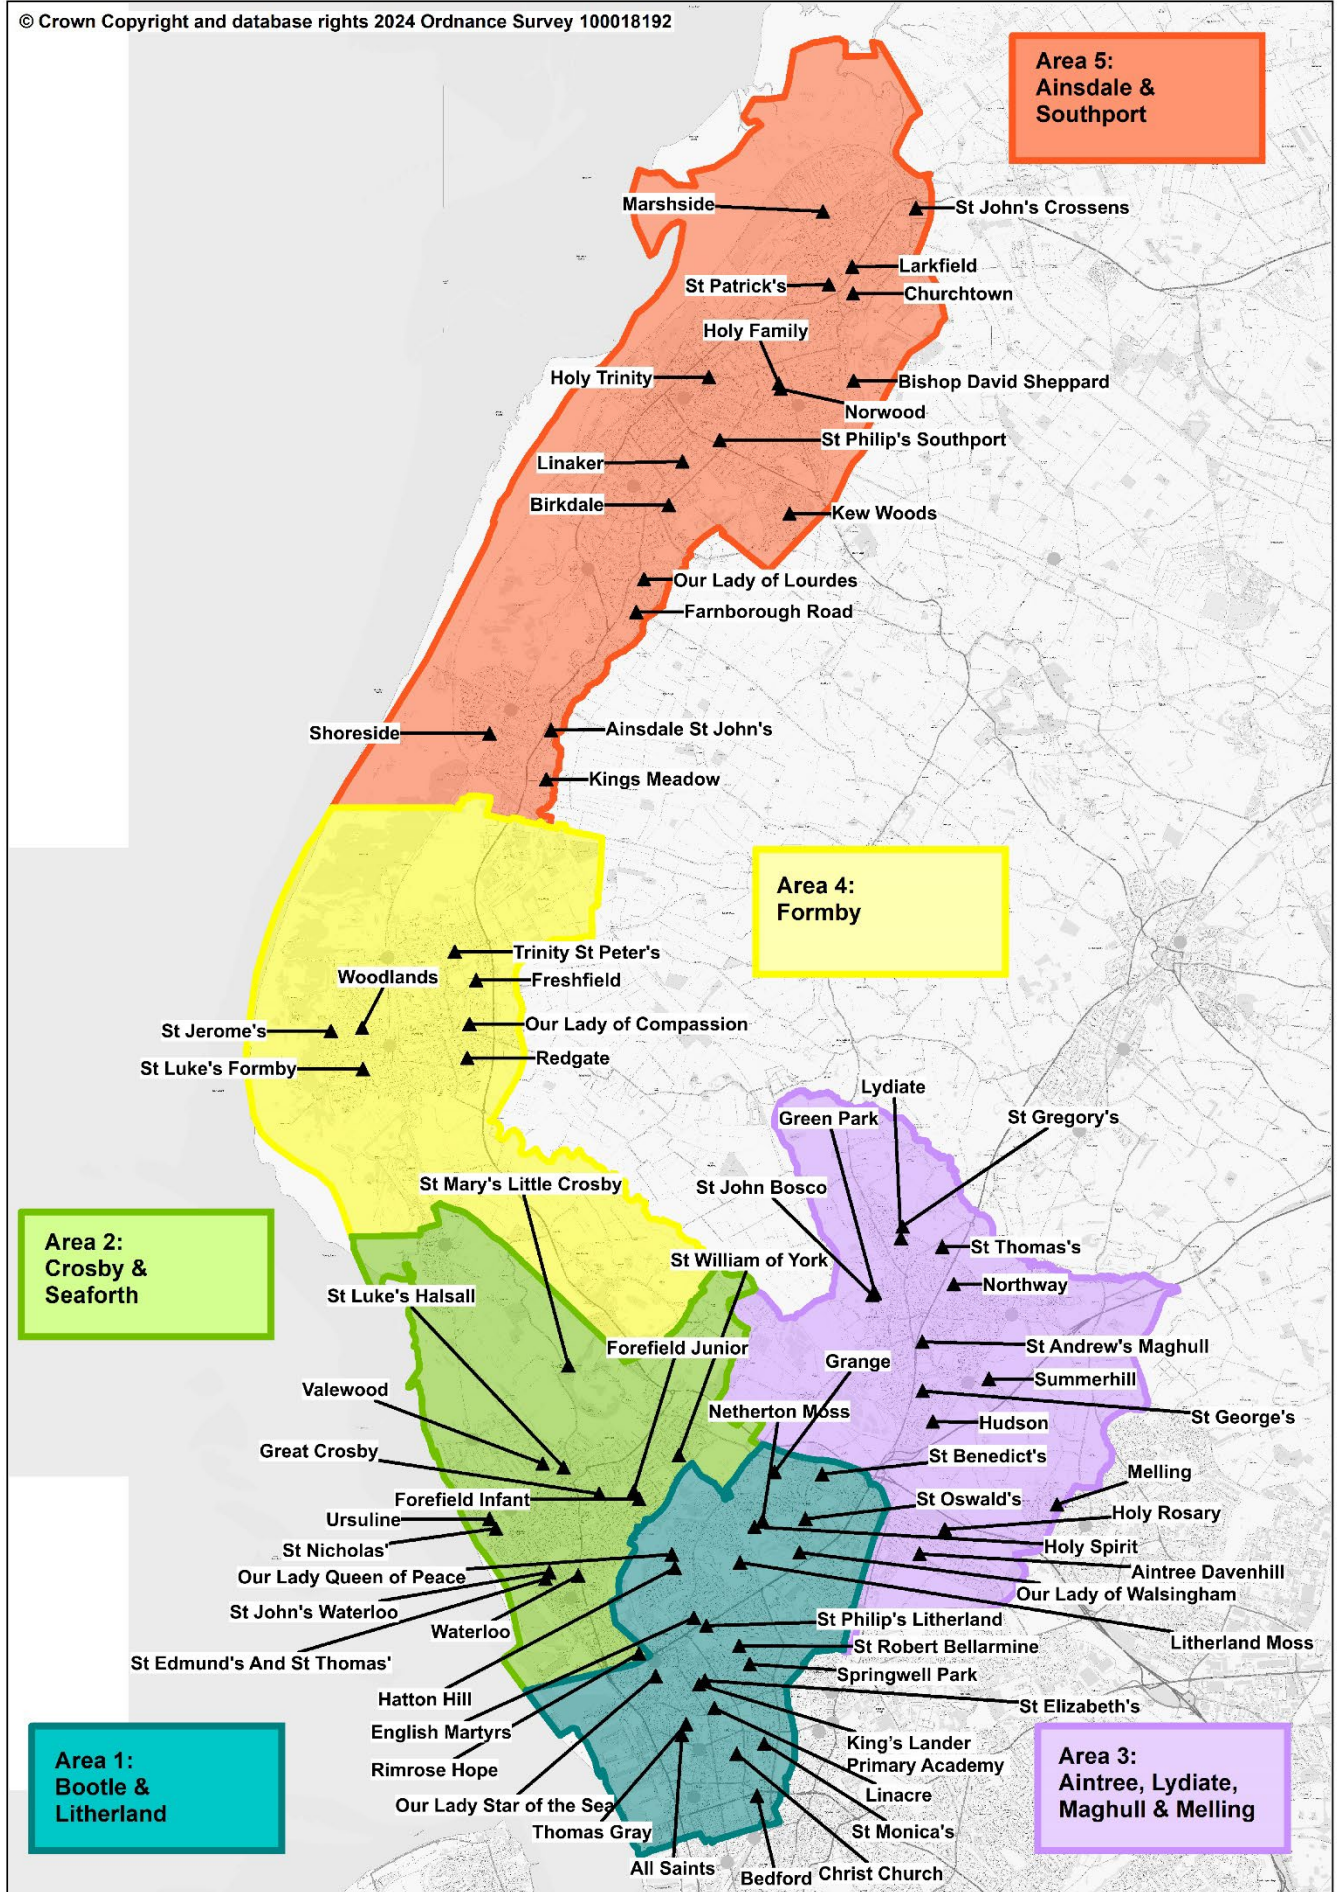 © Crown Copyright and database rights 2024 Ordnance Survey 100018192
Area 5:
Ainsdale &
Southport
Marshside
St John's Crossens
Larkfield
St Patrick's
Churchtown
Holy Family
Holy Trinity
Bishop David Sheppard
Norwood
St Philip's Southport
Linaker
Birkdale
Kew Woods
Our Lady of Lourdes
Farnborough Road
Shoreside
Ainsdale St John's
Kings Meadow
Area 4:
Formby
Trinity St Peter's
Woodlands
Freshfield
St Jerome's
Our Lady of Compassion
Redgate
St Luke's Formby
Lydiate
Green Park
St Gregory's
St Mary's Little Crosby
St John Bosco
Area 2:
Crosby &
Seaforth
St Thomas's
St William of York
Northway
St Luke's Halsall
Forefield Junior
St Andrew's Maghull
Grange
Summerhill
Valewood
Netherton Moss
St George's
Hudson
Great Crosby
St Benedict's
Melling
Forefield Infant
St Oswald's
Holy Rosary
Ursuline
St Nicholas'
Holy Spirit
Our Lady Queen of Peace
Aintree Davenhill
Our Lady of Walsingham
St John's Waterloo
St Philip's Litherland
Waterloo
Litherland Moss
St Robert Bellarmine
St Edmund's And St Thomas'
Springwell Park
Hatton Hill
St Elizabeth's
English Martyrs
King's Lander
Primary Academy
Area 1:
Bootle &
Litherland
Area 3:
Aintree, Lydiate,
Maghull & Melling
Rimrose Hope
Linacre
Our Lady Star of the Sea
Thomas Gray
St Monica's
All Saints
Bedford
Christ Church